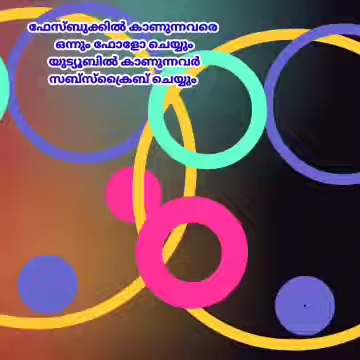 ഫേസ്ബുക്കിൽ കാണുന്നവരെ
ഒന്നും ഫോളോ ചെയ്യും
യുട്യൂബിൽ കാണുന്നവർ
സബ്സ്ക്രൈബ് ചെയ്യും